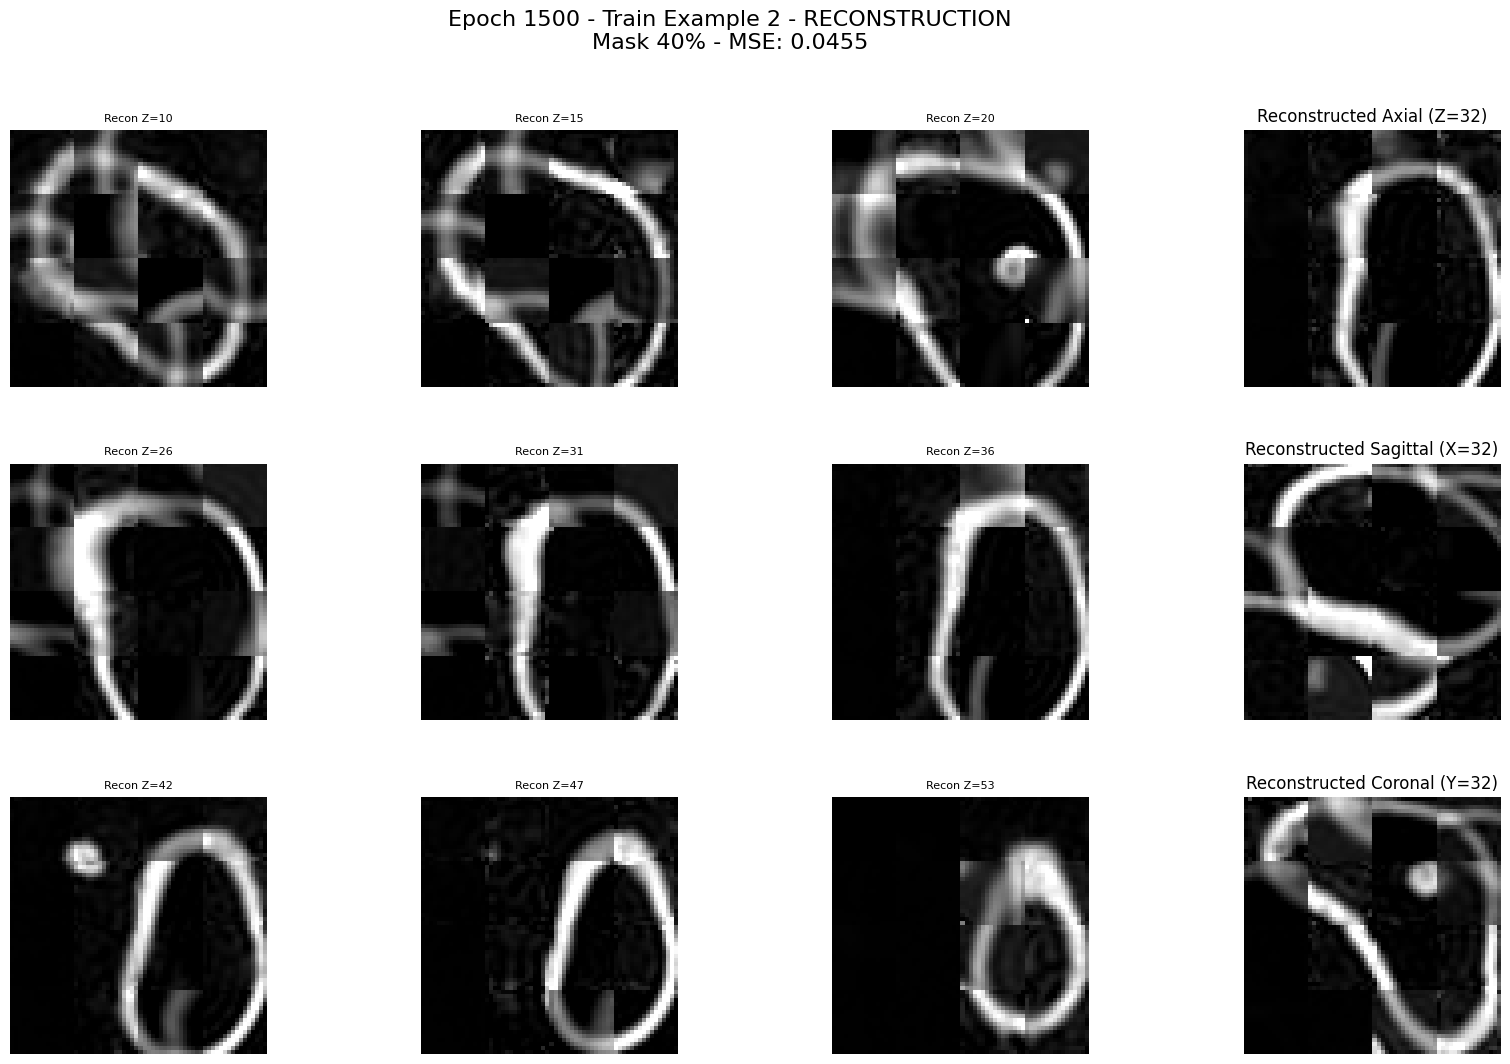 Epoch 1500 - Train Example 2 - RECONSTRUCTION
Mask 40% - MSE: 0.0455
Recon Z=10
Recon Z=15
Recon Z=20
Reconstructed Axial (Z=32)
Recon Z=26
Recon Z=31
Recon Z=36
Reconstructed Sagittal (X=32)
Recon Z=42
Recon Z=47
Recon Z=53
Reconstructed Coronal (Y=32)